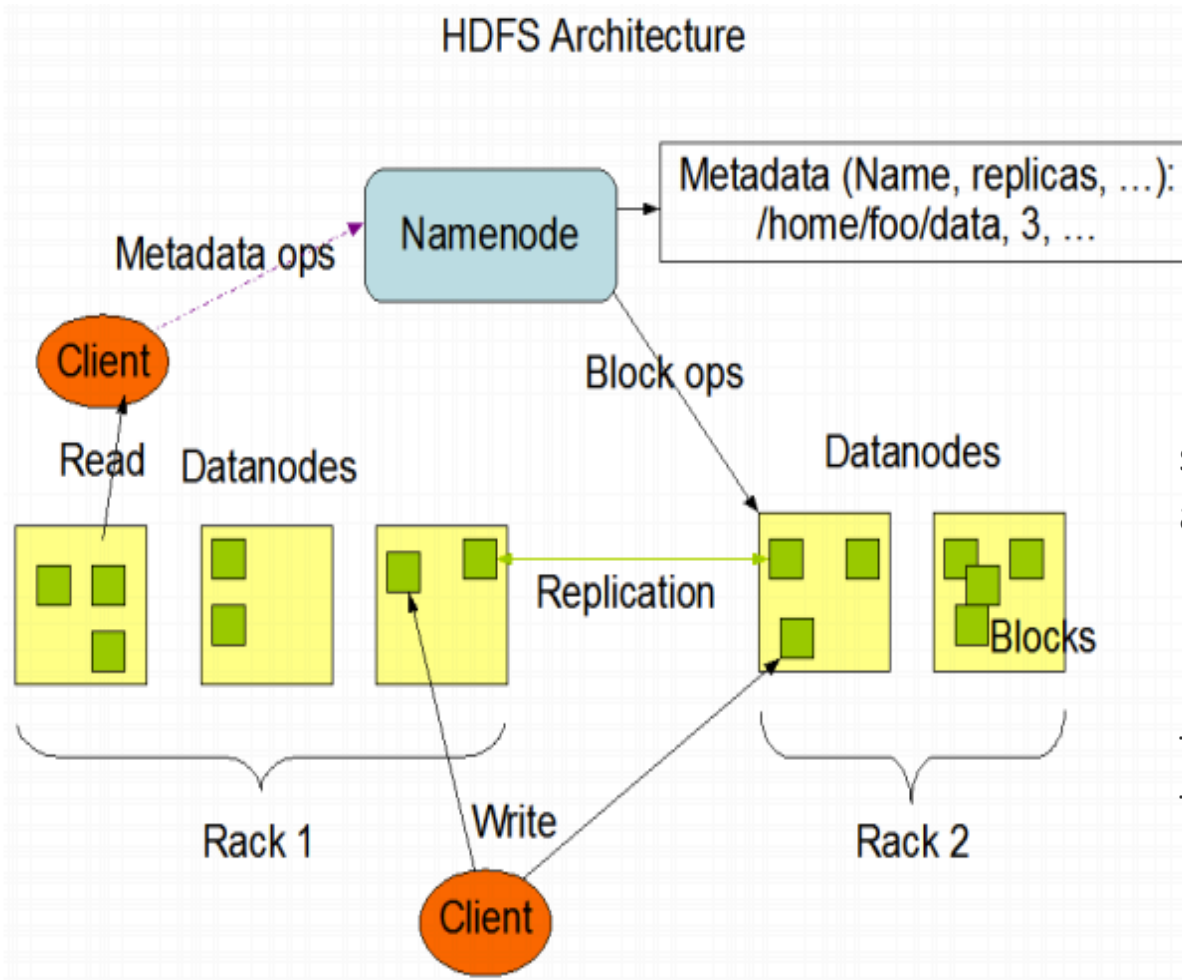 HDFS Architecture
Metadata (Name, replicas, …):
/home/foo/data, 3, …
Namenode
Metadata ops
Client
Block ops
Read
Datanodes
Datanodes
Replication
Blocks
Rack 1
Write
Rack 2
Client